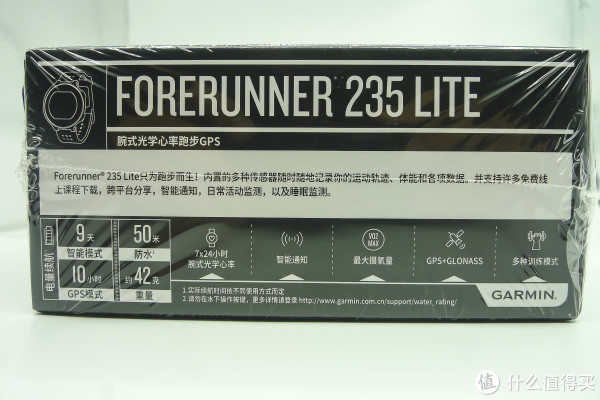 FORERUNNER® 235 LITE
腕式光学心率跑步GPS
Forerunner® 235 Lite只为跑步而生！内置的多种传感器随时随地记录你的运动轨迹、体能和各项数据。并支持许多免费线
上课程下载，跨平台分享，智能通知，日常活动监测，以及睡眠监测。
电量续航
9天
智能模式
10小时
GPS模式
50米
防水²
约42克
重量
7x24小时
腕式光学心率
智能通知
VO2
MAX
最大摄氧量
GPS+GLONASS
多种训练模式
1.实际续航时间依不同使用方式而定
2.请勿在水下操作按键，更多详情请登录 http://www.garmin.com.cn/support/water_rating/
GARMIN.
值 什么值得买